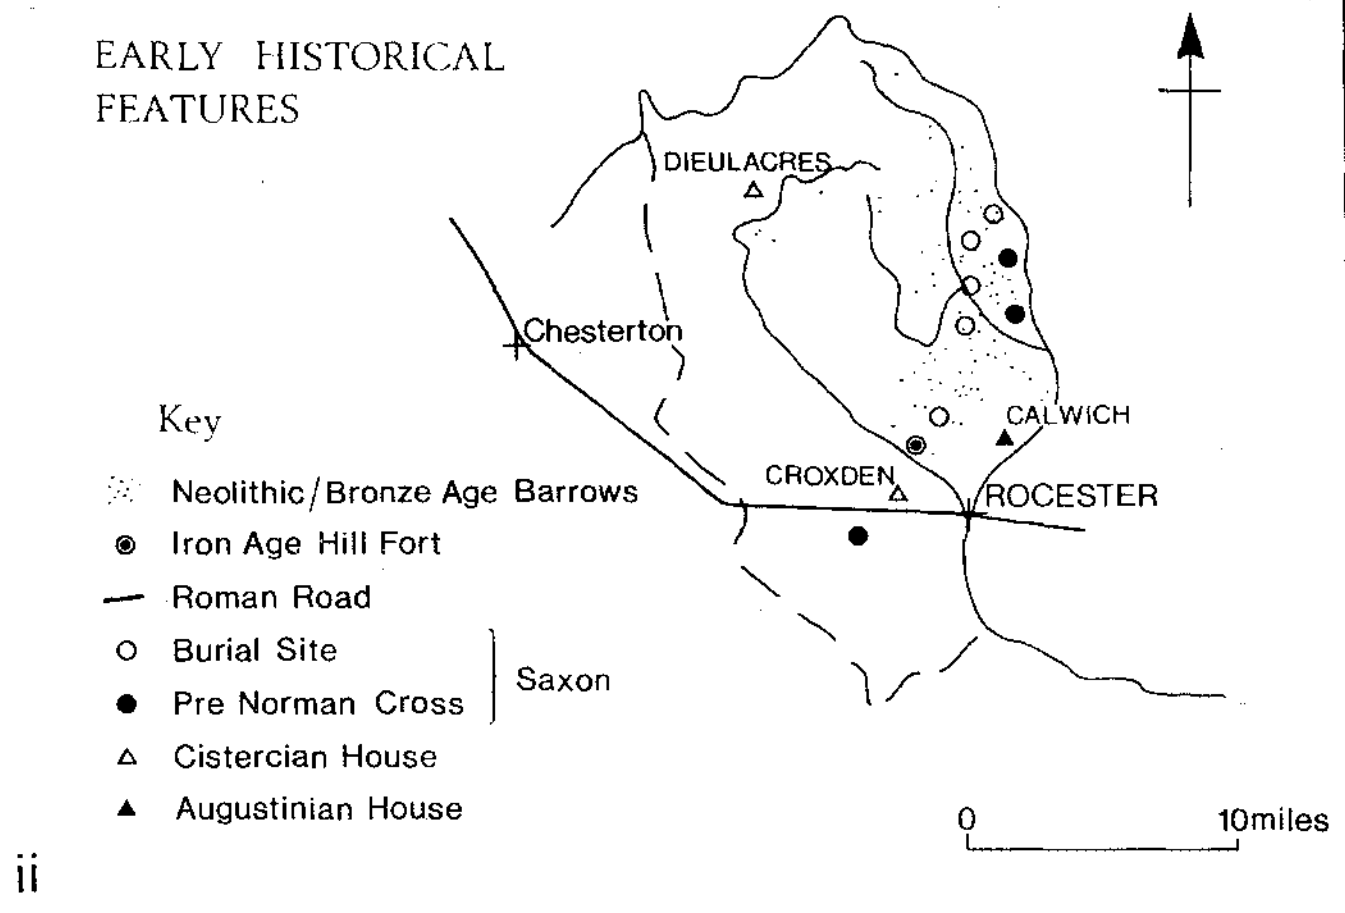 EARLY HISTORICAL
FEATURES
DIEULACRES
Chesterton
CALWICH
CROXDEN
ROCESTER
Key
Neolithic/Bronze Age Barrows
Iron Age Hill Fort
Roman Road
Burial Site
Saxon
Pre Norman Cross
Cistercian House
Augustinian House
0 10miles
ii